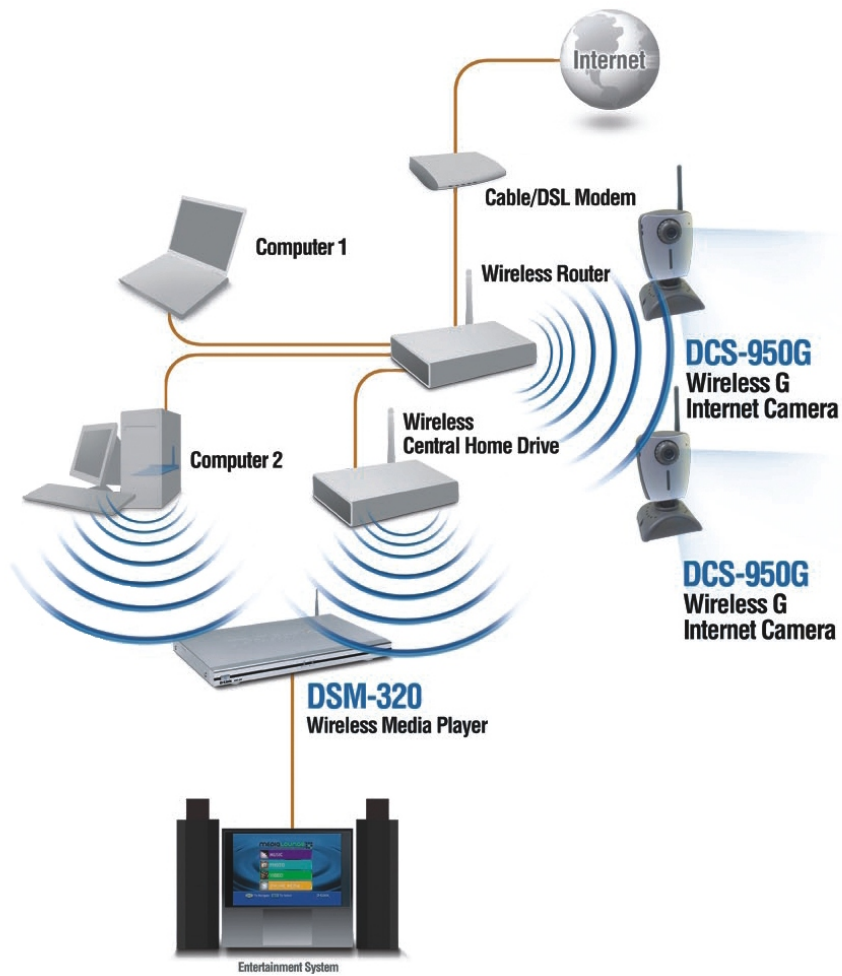 Internet
Cable/DSL Modem
Computer 1
Wireless Router
DCS-950G
Wireless G
Internet Camera
Wireless
Central Home Drive
Computer 2
DCS-950G
Wireless G
Internet Camera
DSM-320
Wireless Media Player
MUSIC
Entertainment System